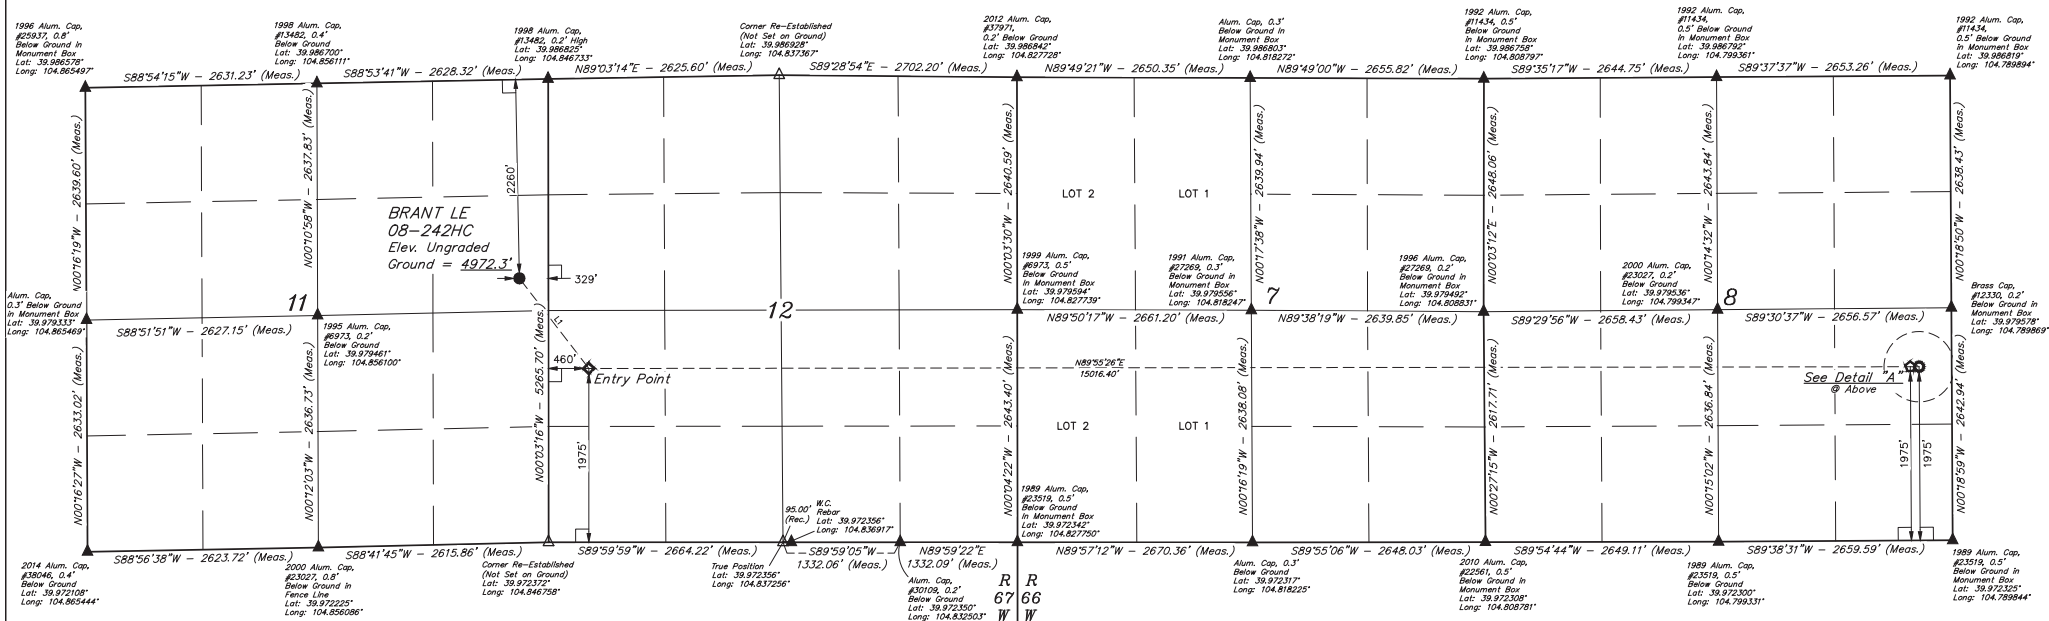 1996 Alum. Cap,
#25937, 0.8'
Below Ground in
Monument Box
Lat: 39.986578°
Long: 104.865497°
1998 Alum. Cap,
#13482, 0.4'
Below Ground
Lat: 39.986700°
Long: 104.856111°
1998 Alum. Cap,
#13482, 0.2' High
Lat: 39.986825°
Long: 104.846733°
Corner Re-Established
(Not Set on Ground)
Lat: 39.986928°
Long: 104.837367°
2012 Alum. Cap,
#37971,
0.2' Below Ground
Lat: 39.986842°
Long: 104.827728°
Alum. Cap, 0.3'
Below Ground in
Monument Box
Lat: 39.986803°
Long: 104.818272°
1992 Alum. Cap,
#11434, 0.5'
Below Ground in
Monument Box
Lat: 39.986758°
Long: 104.808797°
1992 Alum. Cap,
#11434,
0.5' Below Ground
in Monument Box
Lat: 39.986792°
Long: 104.799361°
1992 Alum. Cap,
#11434,
0.5' Below Ground
in Monument Box
Lat: 39.986819°
Long: 104.789894°
S88°54'15"W - 2631.23' (Meas.)
S88°53'41"W - 2628.32' (Meas.)
N89°03'14"E - 2625.60' (Meas.)
S89°28'54"E - 2702.20' (Meas.)
N89°49'21"W - 2650.35' (Meas.)
N89°49'00"W - 2655.82' (Meas.)
S89°35'17"W - 2644.75' (Meas.)
S89°37'37"W - 2653.26' (Meas.)
N00°16'19"W - 2639.60' (Meas.)
N00°10'58"W - 2637.83' (Meas.)
2260'
N00°03'30"W - 2640.59' (Meas.)
N00°17'38"W - 2639.94' (Meas.)
N00°03'12"E - 2648.06' (Meas.)
N00°14'32"W - 2643.84' (Meas.)
N00°18'50"W - 2638.43' (Meas.)
LOT 2
LOT 1
BRANT LE
08-242HC
Elev. Ungraded
Ground = 4972.3'
329'
Alum. Cap,
0.3' Below Ground
in Monument Box
Lat: 39.979333°
Long: 104.865469°
11
12
7
8
1999 Alum. Cap,
#6973, 0.5'
Below Ground
In Monument Box
Lat: 39.979594°
Long: 104.827739°
1991 Alum. Cap,
#27269, 0.3'
Below Ground in
Monument Box
Lat: 39.979556°
Long: 104.818247°
1996 Alum. Cap,
#27269, 0.2'
Below Ground in
Monument Box
Lat: 39.979492°
Long: 104.808831°
2000 Alum. Cap,
#23027, 0.2'
Below Ground
Lat: 39.979536°
Long: 104.799347°
Brass Cap,
#12330, 0.2'
Below Ground in
Monument Box
Lat: 39.979578°
Long: 104.789869°
S88°51'51"W - 2627.15' (Meas.)
1995 Alum. Cap,
#6973, 0.2'
Below Ground
Lat: 39.979461°
Long: 104.856100°
L1
N89°50'17"W - 2661.20' (Meas.)
N89°38'19"W - 2639.85' (Meas.)
S89°29'56"W - 2658.43' (Meas.)
S89°30'37"W - 2656.57' (Meas.)
460'
Entry Point
N89°55'26"E
15016.40'
See Detail "A"
@ Above
N00°16'27"W - 2633.02' (Meas.)
N00°12'03"W - 2636.73' (Meas.)
N00°03'16"W - 5265.70' (Meas.)
1975'
N00°04'22"W - 2643.40' (Meas.)
N00°16'19"W - 2638.08' (Meas.)
N00°27'15"W - 2617.71' (Meas.)
N00°15'02"W - 2636.84' (Meas.)
1975'
1975'
N00°18'59"W - 2642.94' (Meas.)
LOT 2
LOT 1
95.00'
(Rec.)
W.C.
Rebar
Lat: 39.972356°
Long: 104.836917°
1989 Alum. Cap,
#23519, 0.5'
Below Ground
In Monument Box
Lat: 39.972342°
Long: 104.827750°
S88°56'38"W - 2623.72' (Meas.)
S88°41'45"W - 2615.86' (Meas.)
S89°59'59"W - 2664.22' (Meas.)
S89°59'05"W
1332.06' (Meas.)
N89°59'22"E
1332.09' (Meas.)
N89°57'12"W - 2670.36' (Meas.)
S89°55'06"W - 2648.03' (Meas.)
S89°54'44"W - 2649.11' (Meas.)
S89°38'31"W - 2659.59' (Meas.)
2014 Alum. Cap,
#38046, 0.4'
Below Ground
Lat: 39.972108°
Long: 104.865444°
2000 Alum. Cap,
#23027, 0.8'
Below Ground in
Fence Line
Lat: 39.972225°
Long: 104.856086°
Corner Re-Established
(Not Set on Ground)
Lat: 39.972372°
Long: 104.846758°
True Position
Lat: 39.972356°
Long: 104.837256°
Alum. Cap,
#30109, 0.2'
Below Ground
Lat: 39.972350°
Long: 104.832503°
R R
67 66
W W
Alum. Cap, 0.3'
Below Ground
Lat: 39.972317°
Long: 104.818225°
2010 Alum. Cap,
#22561, 0.5'
Below Ground in
Monument Box
Lat: 39.972308°
Long: 104.808781°
1989 Alum. Cap,
#23519, 0.5'
Below Ground
Lat: 39.972300°
Long: 104.799331°
1989 Alum. Cap,
#23519, 0.5'
Below Ground in
Monument Box
Lat: 39.972325°
Long: 104.789844°